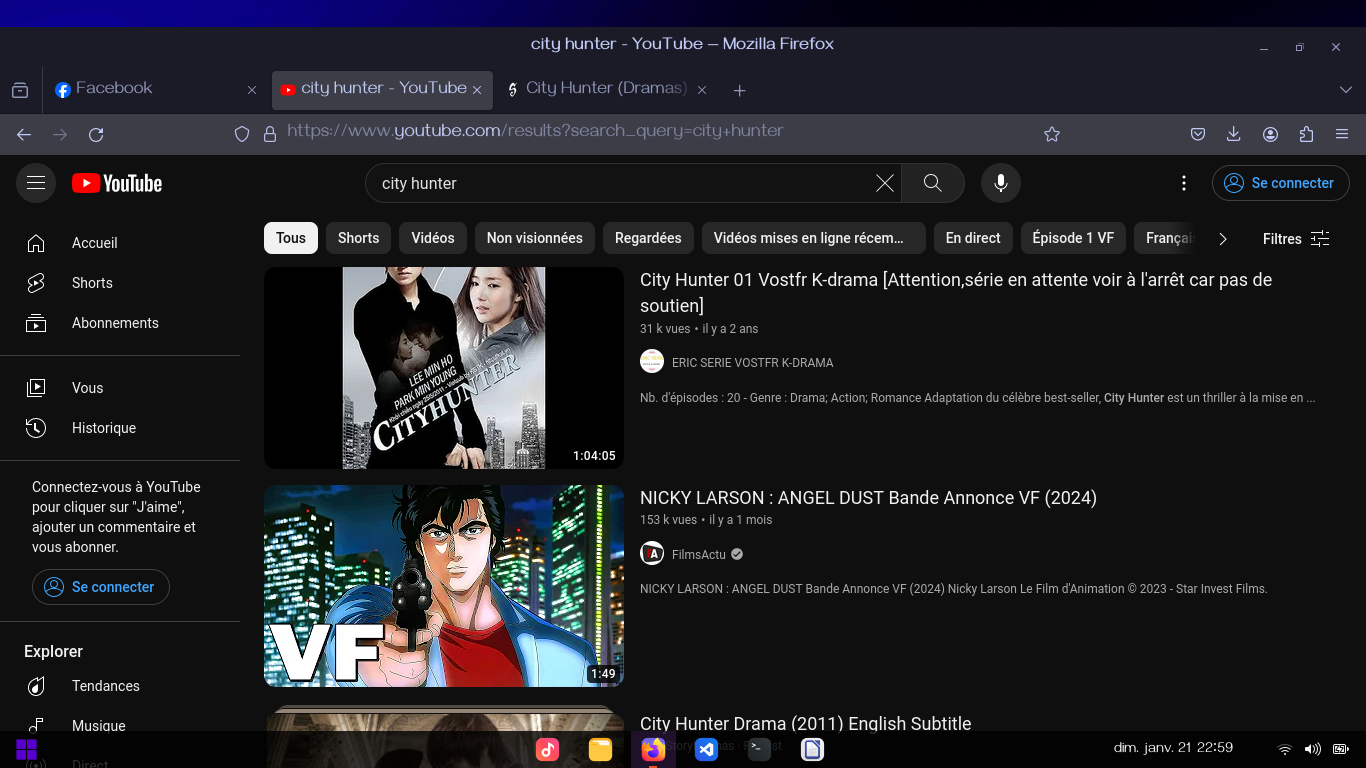 city hunter - YouTube — Mozilla Firefox
Facebook
city hunter - YouTube
City Hunter (Dramas)
https://www.youtube.com/results?search_query=city+hunter
YouTube
city hunter
Se connecter
Accueil
Shorts
Abonnements
Vous
Historique
Connectez-vous à YouTube
pour cliquer sur "J'aime",
ajouter un commentaire et
vous abonner.
Se connecter
Explorer
Tendances
Musique
Direct
Tous
Shorts
Vidéos
Non visionnées
Regardées
Vidéos mises en ligne récem...
En direct
Épisode 1 VF
Françai
Filtres
LEE MIN HO
PARK MIN YOUNG
CITYHUNTER
1:04:05
City Hunter 01 Vostfr K-drama [Attention,série en attente voir à l'arrêt car pas de
soutien]
31 k vues • il y a 2 ans
ERIC SERIE VOSTFR K-DRAMA
Nb. d'épisodes : 20 - Genre : Drama; Action; Romance Adaptation du célèbre best-seller, City Hunter est un thriller à la mise en ...
VF
1:49
NICKY LARSON : ANGEL DUST Bande Annonce VF (2024)
153 k vues • il y a 1 mois
FA
FilmsActu
NICKY LARSON : ANGEL DUST Bande Annonce VF (2024) Nicky Larson Le Film d'Animation © 2023 - Star Invest Films.
City Hunter Drama (2011) English Subtitle
dim. janv. 21 22:59